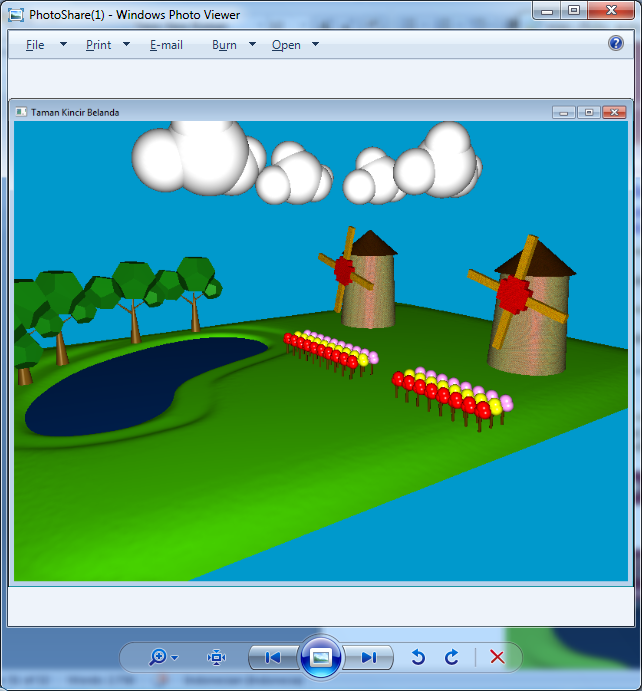 PhotoShare(1) - Windows Photo Viewer
File Print E-mail Burn Open
Taman Kincir Belanda